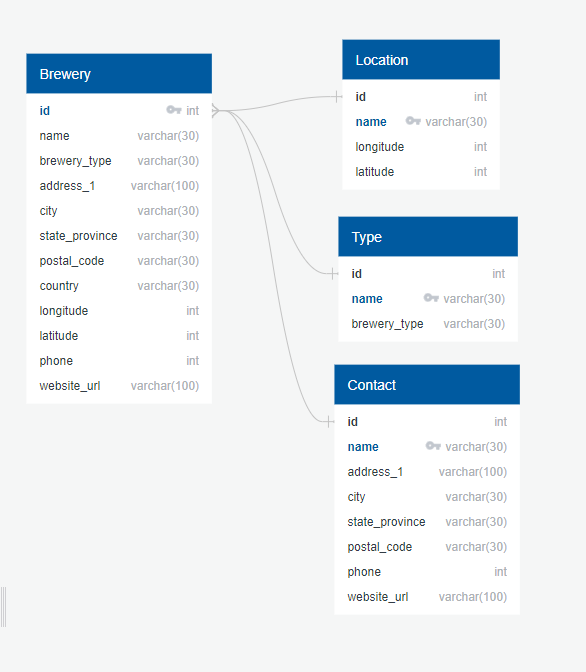 Brewery
id int
name varchar(30)
brewery_type varchar(30)
address_1 varchar(100)
city varchar(30)
state_province varchar(30)
postal_code varchar(30)
country varchar(30)
longitude int
latitude int
phone int
website_url varchar(100)
Location
id int
name varchar(30)
longitude int
latitude int
Type
id int
name varchar(30)
brewery_type varchar(30)
Contact
id int
name varchar(30)
address_1 varchar(100)
city varchar(30)
state_province varchar(30)
postal_code varchar(30)
phone int
website_url varchar(100)